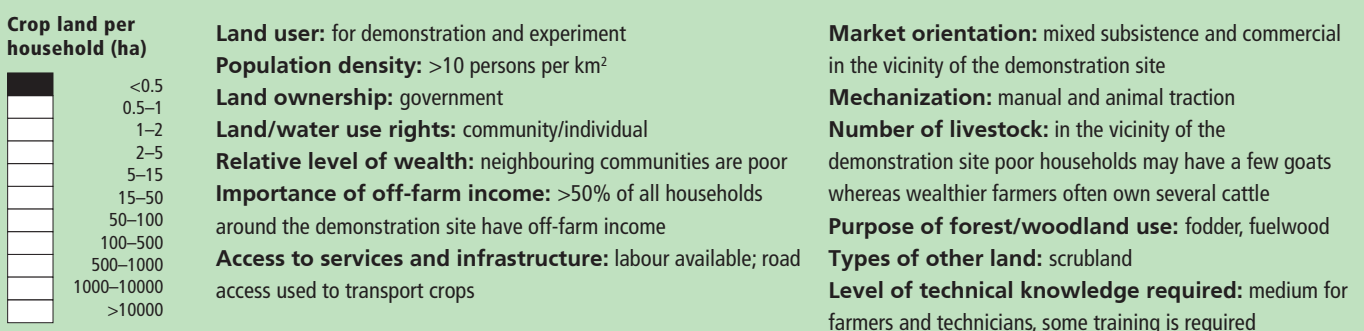 Crop land per
household (ha)
<0.5
0.5–1
1–2
2–5
5–15
15–50
50–100
100–500
500–1000
1000–10000
>10000
Land user: for demonstration and experiment
Population density: >10 persons per km²
Land ownership: government
Land/water use rights: community/individual
Relative level of wealth: neighbouring communities are poor
Importance of off-farm income: >50% of all households
around the demonstration site have off-farm income
Access to services and infrastructure: labour available; road
access used to transport crops
Market orientation: mixed subsistence and commercial
in the vicinity of the demonstration site
Mechanization: manual and animal traction
Number of livestock: in the vicinity of the
demonstration site poor households may have a few goats
whereas wealthier farmers often own several cattle
Purpose of forest/woodland use: fodder, fuelwood
Types of other land: scrubland
Level of technical knowledge required: medium for
farmers and technicians, some training is required